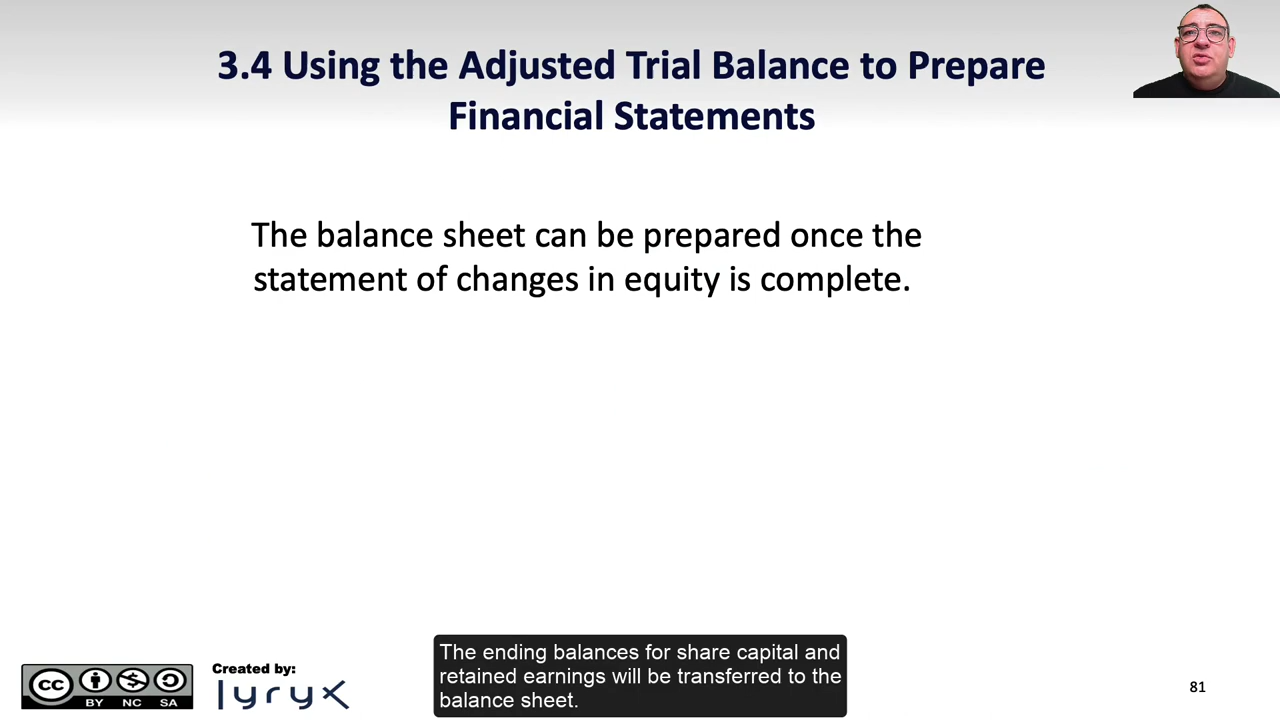 3.4 Using the Adjusted Trial Balance to Prepare
Financial Statements
The balance sheet can be prepared once the
statement of changes in equity is complete.
The ending balances for share capital and
retained earnings will be transferred to the
balance sheet.
cc
BY NC SA
Created by:
lyryx
81